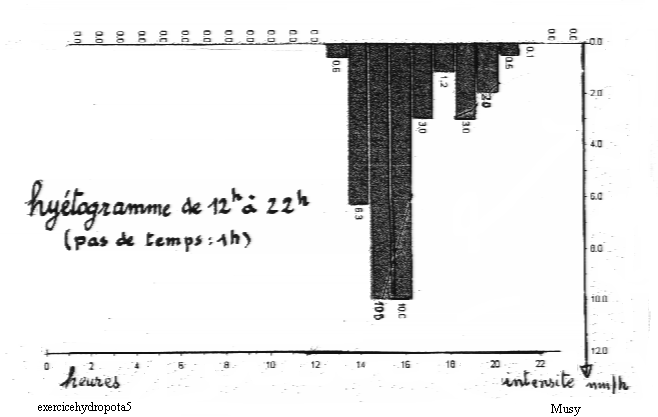 0.0 0.0 0.0 0.0 0.0 0.0 0.0 0.0 0.0 0.0 0.0 0.0 0.0 0.0
0.6 6.3 10.0 3.0 1.2 3.0 2.0 0.5 0.1
0.0
2.0
4.0
6.0
8.0
10.0
12.0
hyétogramme de 12h à 22h
(pas de temps : 1h)
0 2 4 6 8 10 12 14 16 18 20 22
heures
intensite mm/h
exercicehydropota5
Musy